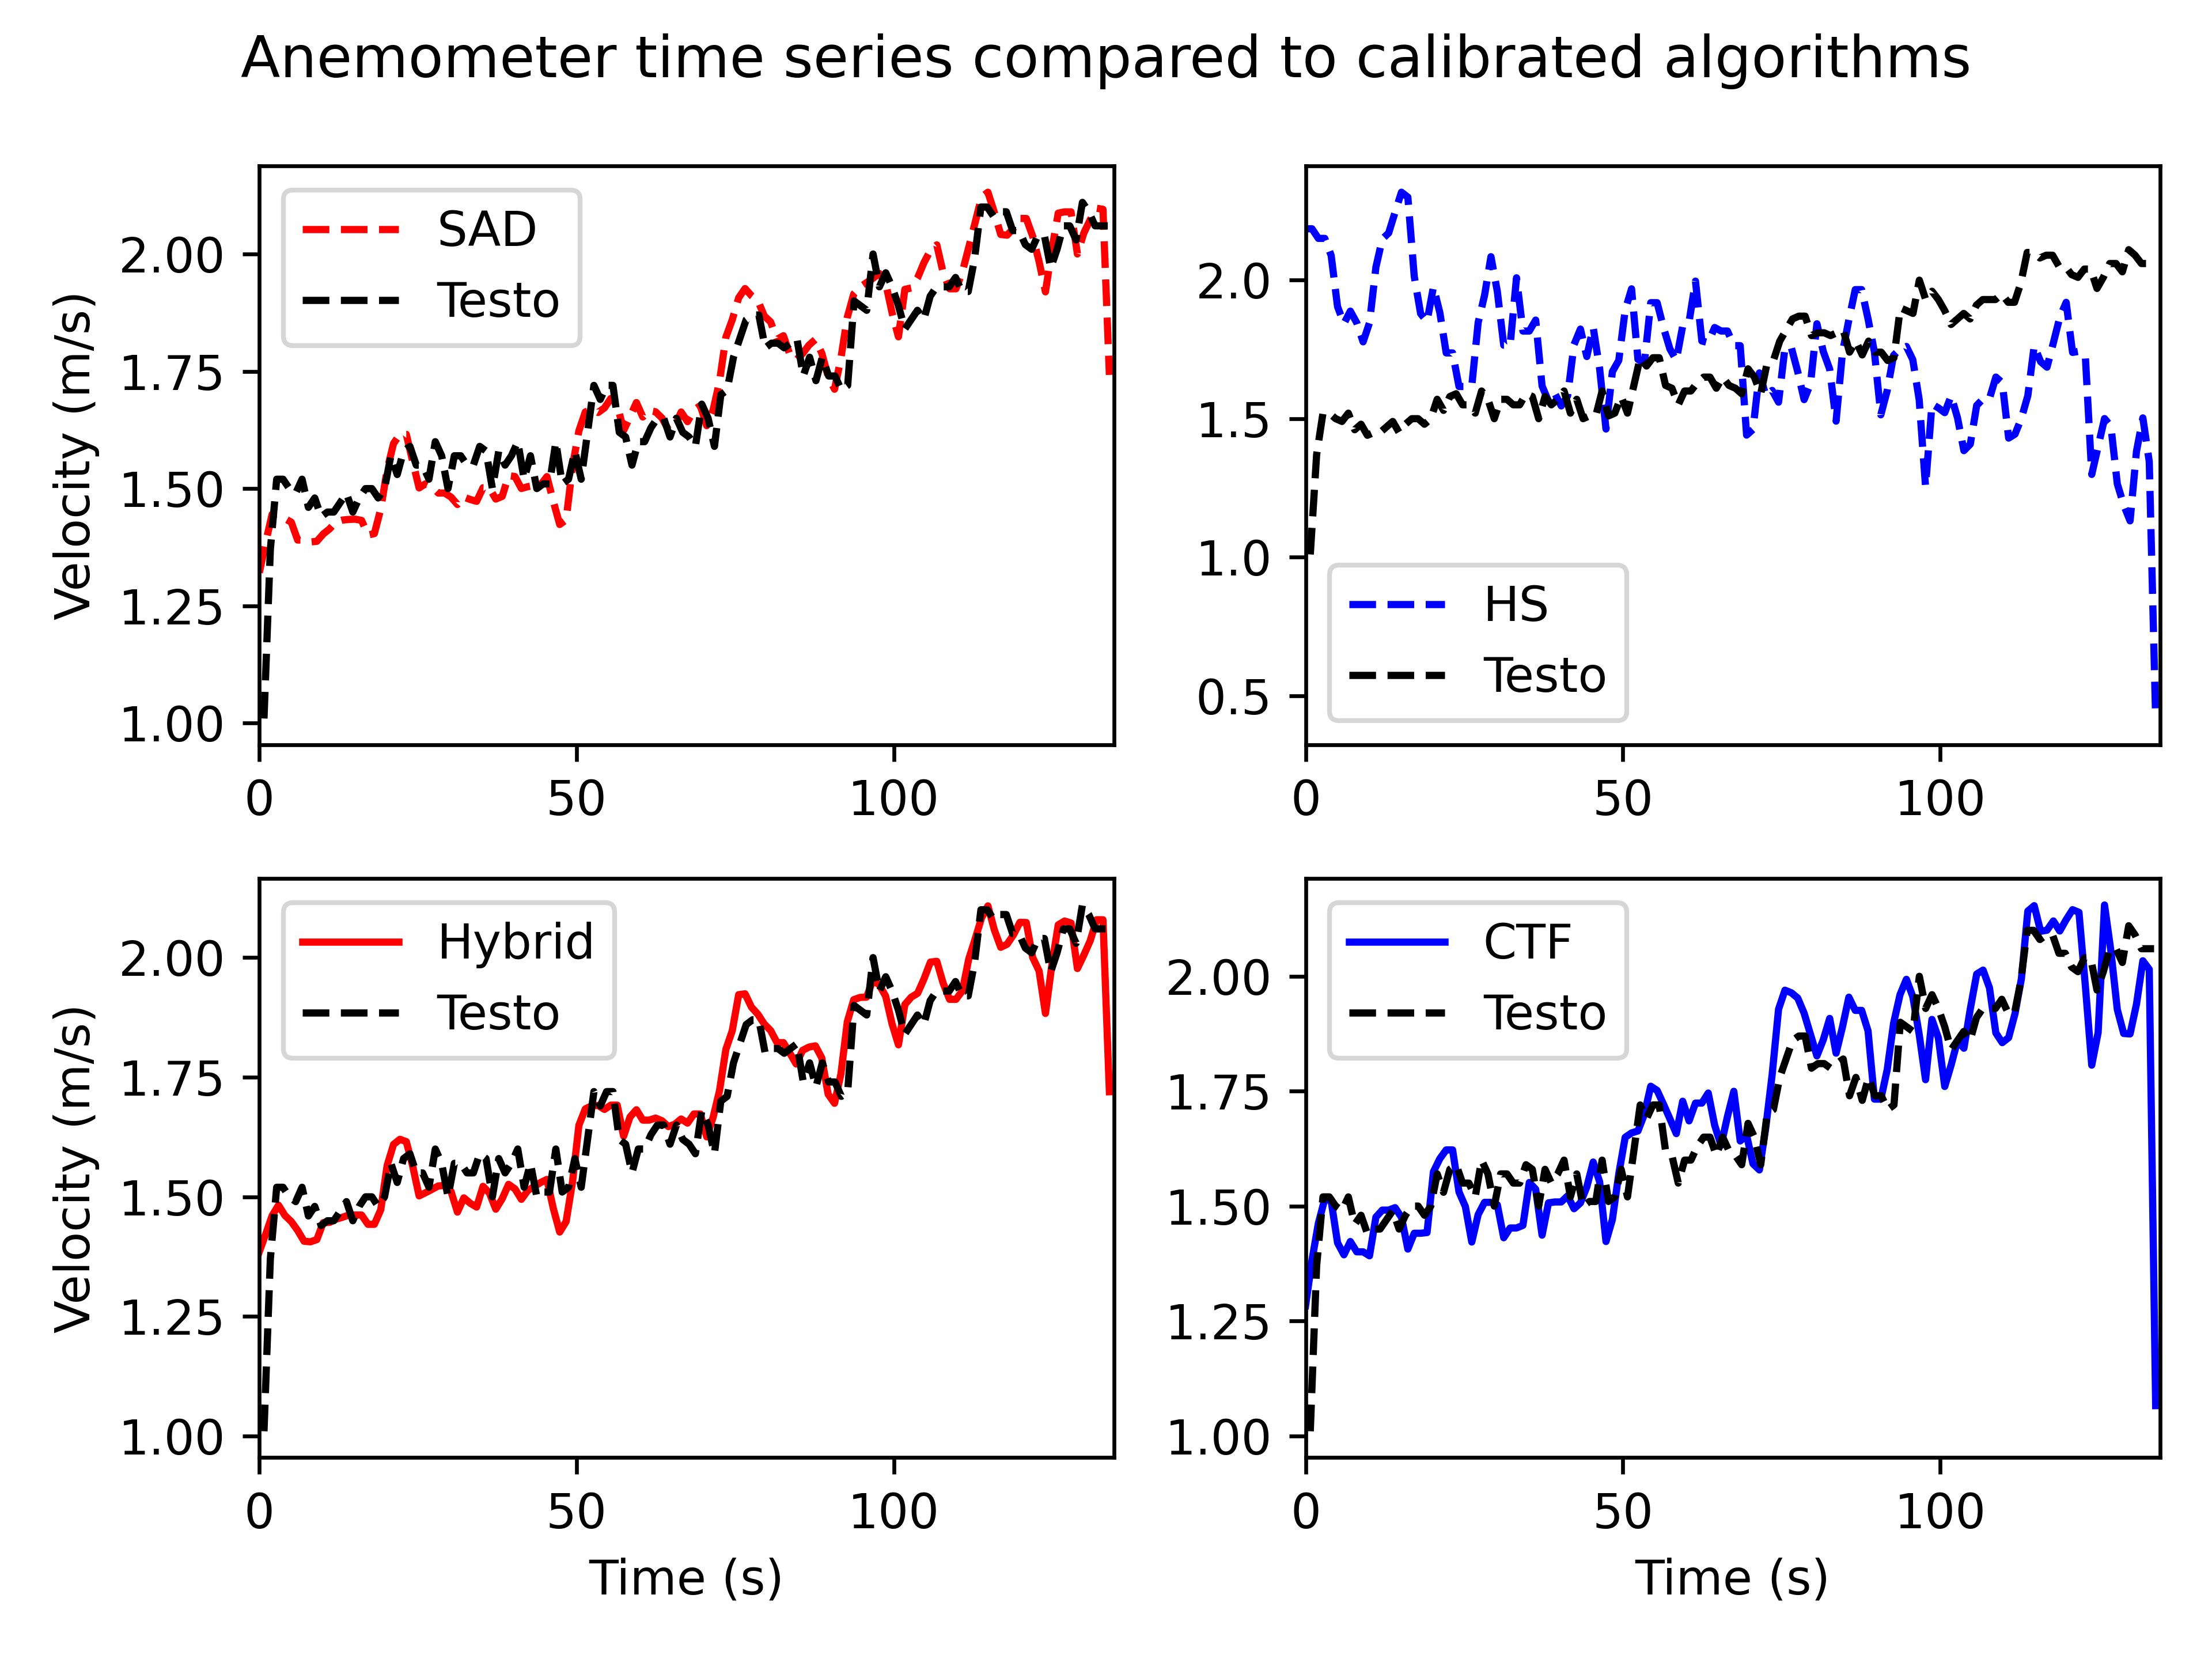 Anemometer time series compared to calibrated algorithms
SAD
Testo
Velocity (m/s)
2.00
1.75
1.50
1.25
1.00
0
50
100
HS
Testo
2.0
1.5
1.0
0.5
0
50
100
Hybrid
Testo
Velocity (m/s)
2.00
1.75
1.50
1.25
1.00
0
50
100
Time (s)
CTF
Testo
2.00
1.75
1.50
1.25
1.00
0
50
100
Time (s)